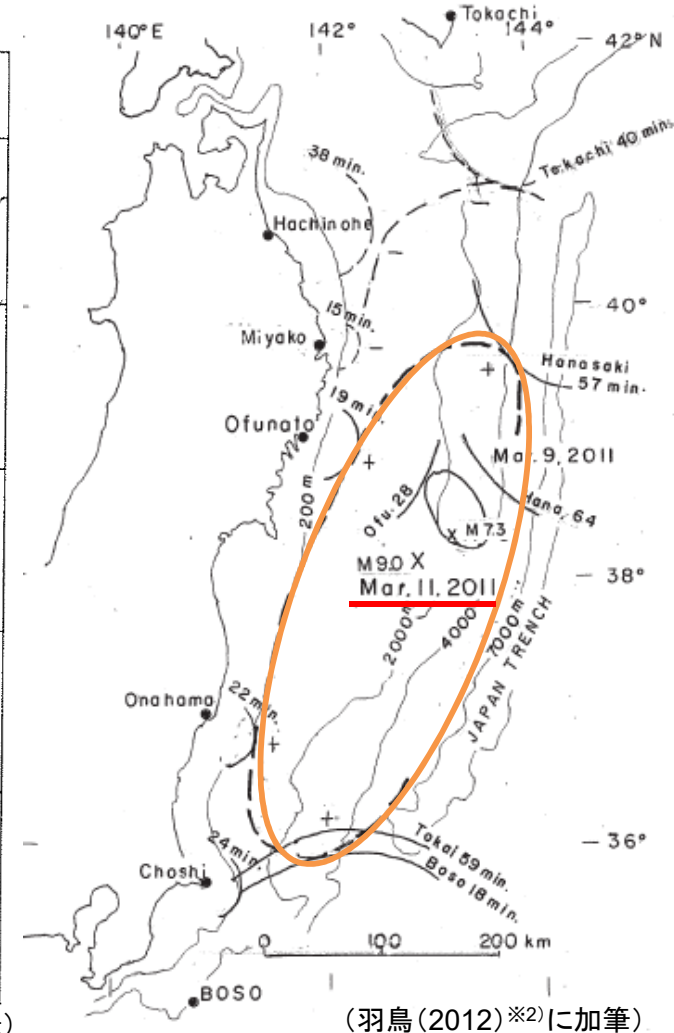 Tokachi
140°E
142°
144°
42°N
38 min.
Tokachi 40 min.
Hachinohe
40°
15 min.
Miyako
Hanasaki
57 min.
19 min.
Ofunato
Mar. 9, 2011
200m
Ofu. 28
Hana. 64
M 7.3
M9.0 X
Mar. 11, 2011
38°
2000m
4000
7000m
JAPAN TRENCH
22 min.
Onahama
36°
Tokai 59 min.
Boso 18 min.
24 min.
Choshi
0 100 200 km
BOSO
(羽鳥(2012)※2)に加筆)